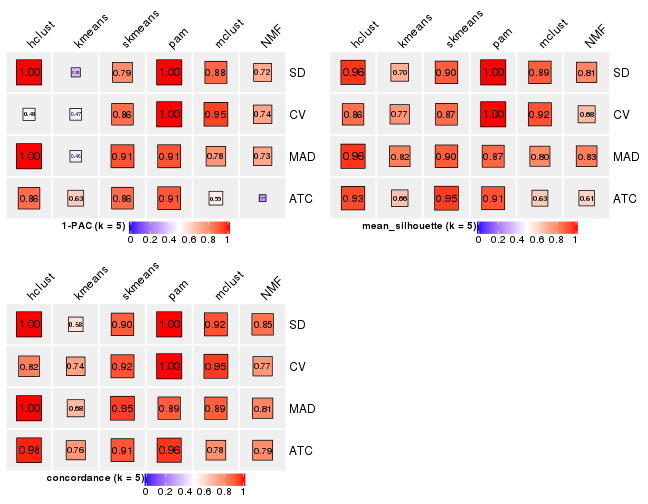 hclust kmeans skmeans pam mclust NMF
1.00 0.79 1.00 0.88 0.72 SD
0.48 0.47 0.86 1.00 0.95 0.74 CV
1.00 0.91 0.91 0.78 0.73 MAD
0.86 0.63 0.86 0.91 0.55 ATC
1-PAC (k = 5)
0 0.2 0.4 0.6 0.8 1
hclust kmeans skmeans pam mclust NMF
0.96 0.70 0.90 1.00 0.89 0.81 SD
0.86 0.77 0.87 1.00 0.92 0.68 CV
0.96 0.82 0.90 0.87 0.80 0.83 MAD
0.93 0.66 0.95 0.91 0.63 0.61 ATC
mean_silhouette (k = 5)
0 0.2 0.4 0.6 0.8 1
hclust kmeans skmeans pam mclust NMF
1.00 0.58 0.90 1.00 0.92 0.85 SD
0.82 0.74 0.92 1.00 0.95 0.77 CV
1.00 0.68 0.95 0.89 0.89 0.81 MAD
0.98 0.76 0.91 0.96 0.78 0.79 ATC
concordance (k = 5)
0 0.2 0.4 0.6 0.8 1